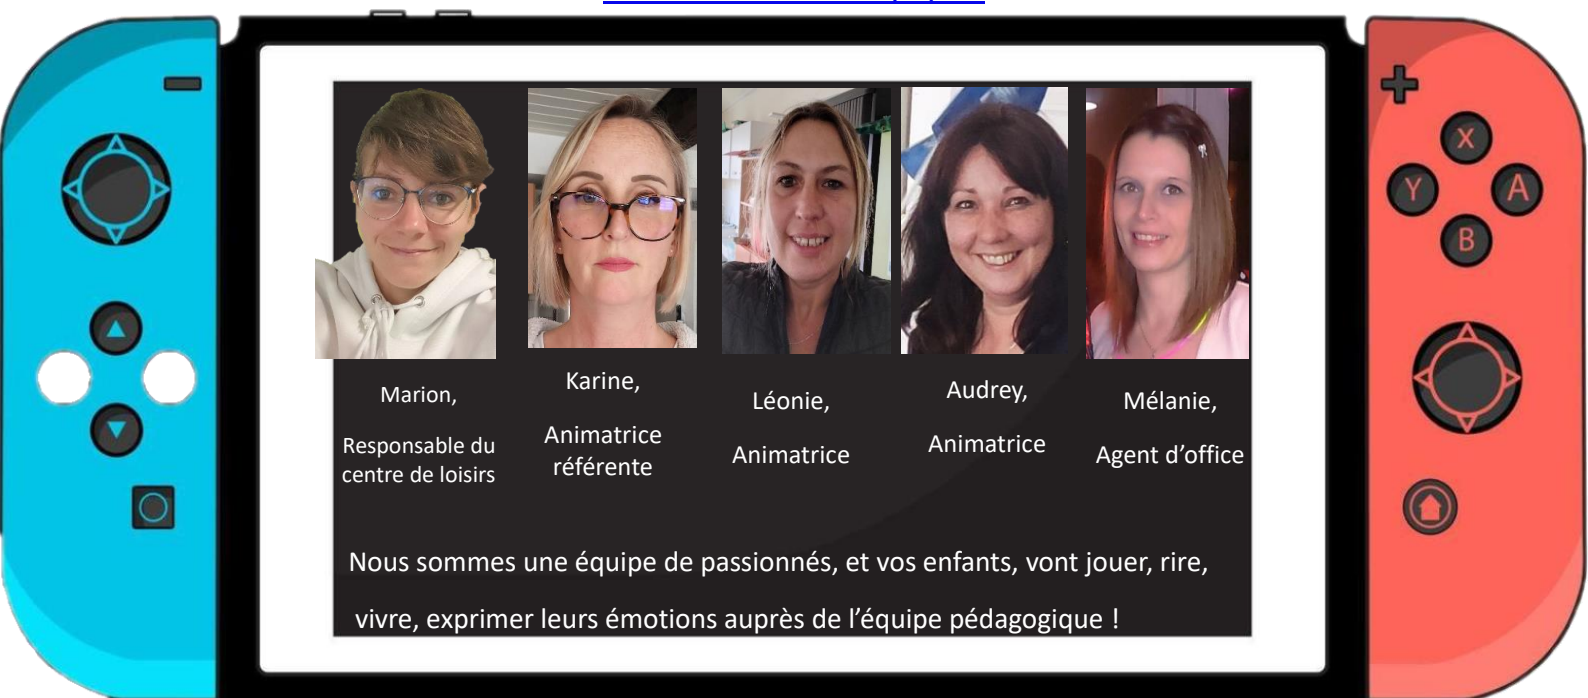 Marion,
Responsable du
centre de loisirs
Karine,
Animatrice
référente
Léonie,
Animatrice
Audrey,
Animatrice
Mélanie,
Agent d’office
Nous sommes une équipe de passionnés, et vos enfants, vont jouer, rire,
vivre, exprimer leurs émotions auprès de l’équipe pédagogique !
X
Y
A
B